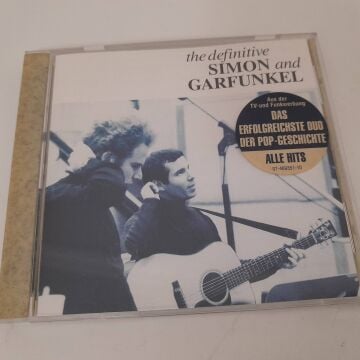 the definitive
SIMON and
GARFUNKEL
Aus der
TV-und Funkwerbung
DAS
ERFOLGREICHSTE DUO
DER POP-GESCHICHTE
ALLE HITS